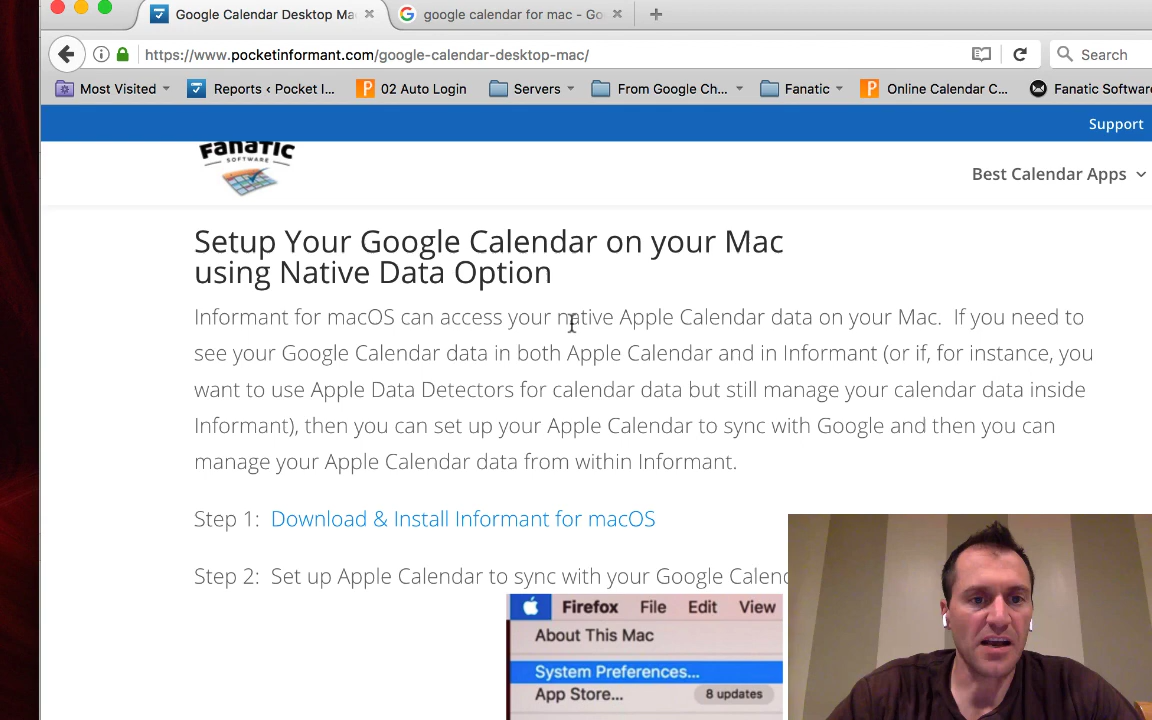 Google Calendar Desktop Ma
google calendar for mac - Go
https://www.pocketinformant.com/google-calendar-desktop-mac/
Search
Most Visited
Reports ‹ Pocket I...
02 Auto Login
Servers
From Google Ch...
Fanatic
Online Calendar C...
Fanatic Software
Support
Fanatic
SOFTWARE
Best Calendar Apps
Setup Your Google Calendar on your Mac
using Native Data Option
Informant for macOS can access your native Apple Calendar data on your Mac.  If you need to
see your Google Calendar data in both Apple Calendar and in Informant (or if, for instance, you
want to use Apple Data Detectors for calendar data but still manage your calendar data inside
Informant), then you can set up your Apple Calendar to sync with Google and then you can
manage your Apple Calendar data from within Informant.
Step 1:  Download & Install Informant for macOS
Step 2:  Set up Apple Calendar to sync with your Google Calend
Firefox File Edit View
About This Mac
System Preferences...
App Store... 8 updates